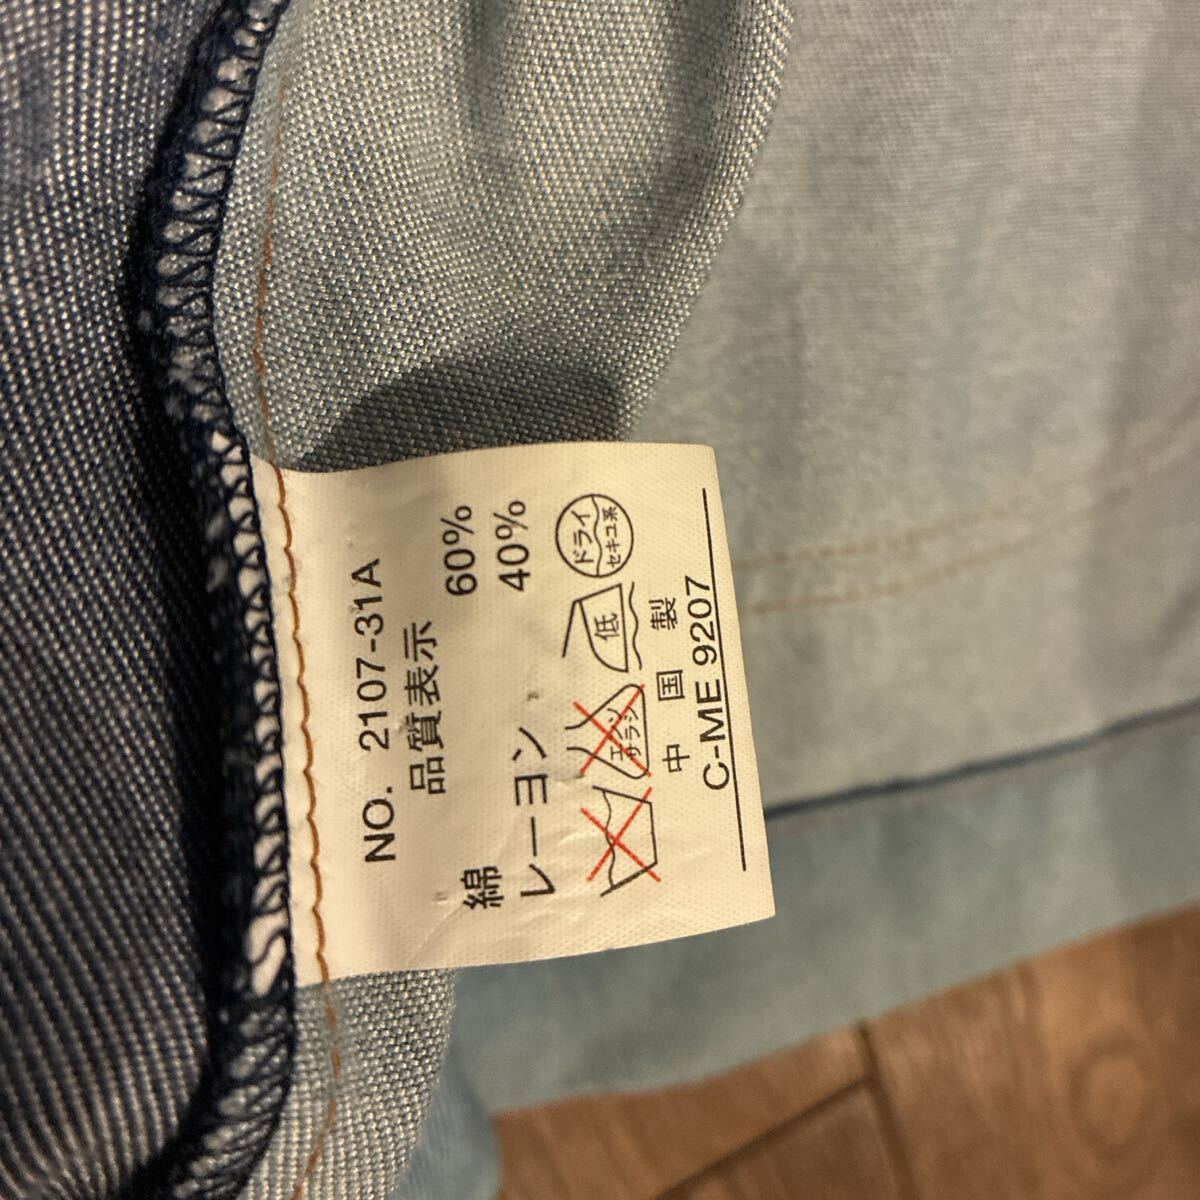 NO. 2107-31A
品質表示
綿 60%
レーヨン 40%
エンソ サラシ 低 ドライ セキユ系
中国製
C-ME 9207